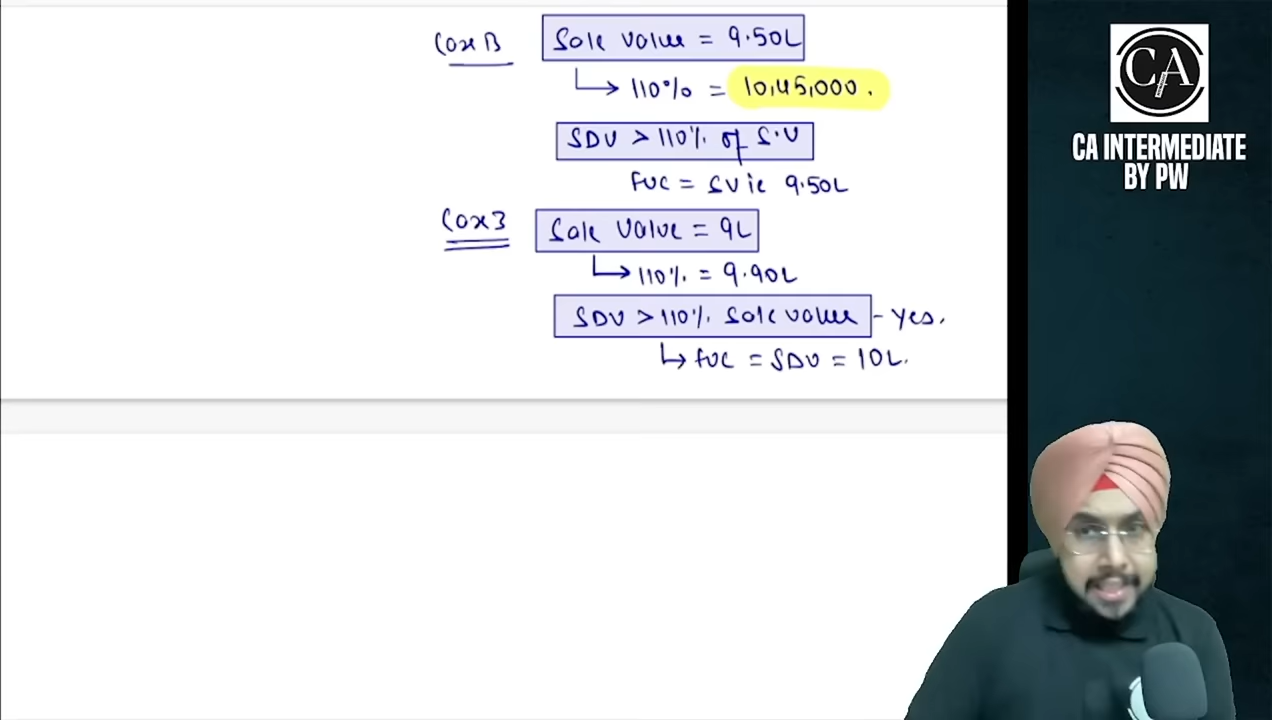 Case B Sale Value = 9.50L
↳ 110% = 10,45,000.
SDV > 110% of S.V
FVC = SV ie 9.50L
Case 3 Sale Value = 9L
↳ 110% = 9.90L
SDV > 110% Sale value - Yes.
↳ FVC = SDV = 10L.
CA
CA INTERMEDIATE
BY PW